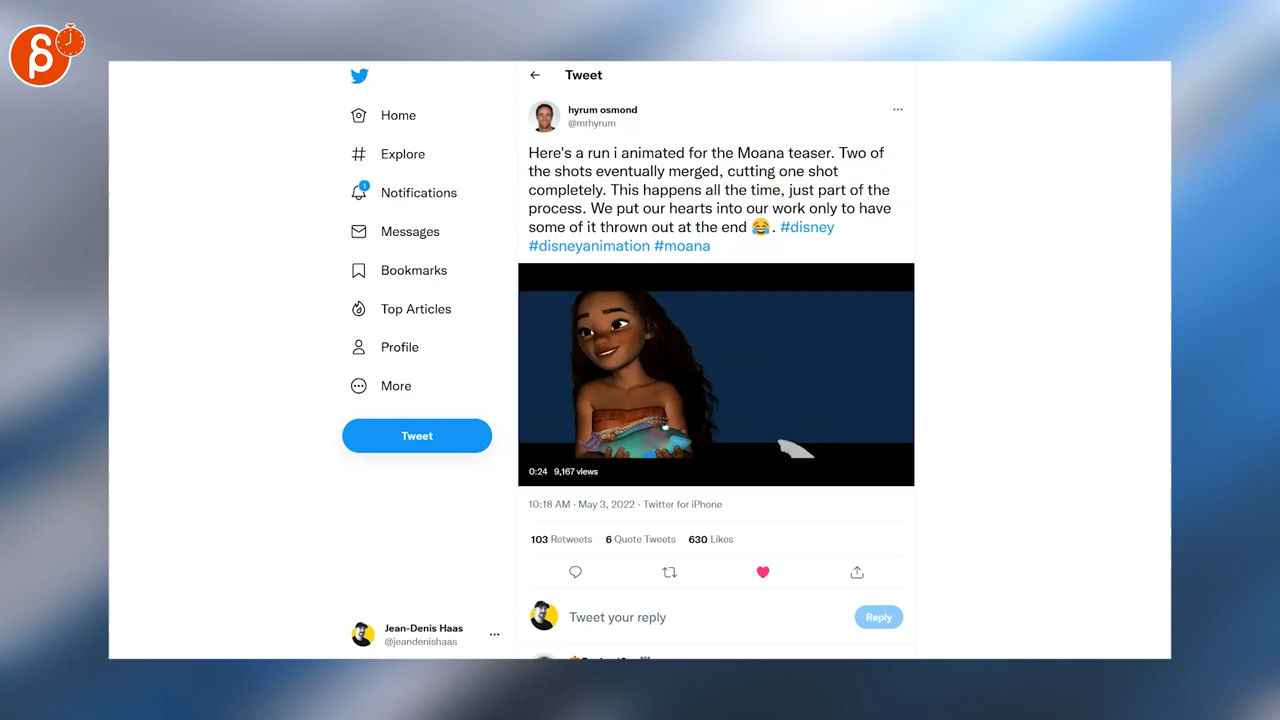 Tweet
hyrum osmond
@mrhyrum
Here's a run i animated for the Moana teaser. Two of
the shots eventually merged, cutting one shot
completely. This happens all the time, just part of the
process. We put our hearts into our work only to have
some of it thrown out at the end 😂. #disney
#disneyanimation #moana
0:24 9,167 views
10:18 AM · May 3, 2022 · Twitter for iPhone
103 Retweets 6 Quote Tweets 630 Likes
Tweet your reply
Reply
Home
Explore
1
Notifications
Messages
Bookmarks
Top Articles
Profile
More
Tweet
Jean-Denis Haas
@jeandenishaas